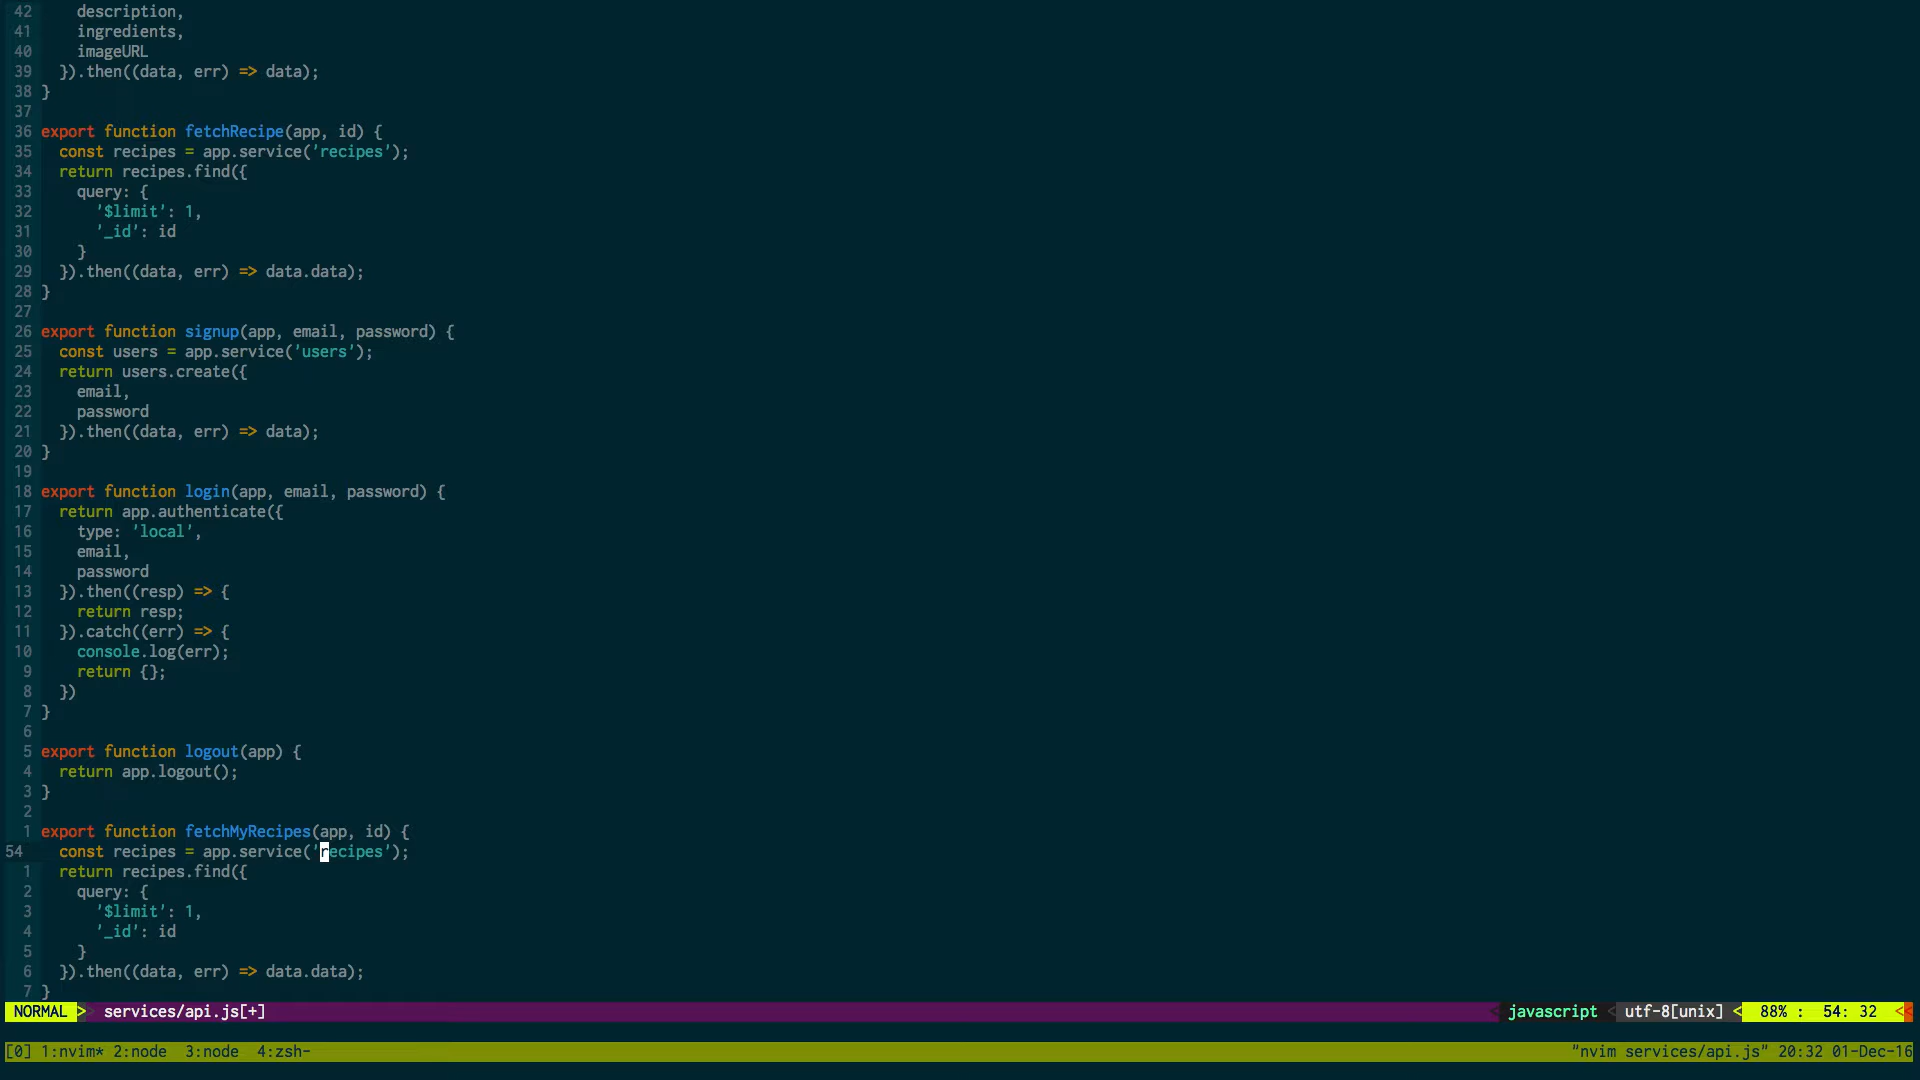 42     description,
41     ingredients,
40     imageURL
39   }).then((data, err) => data);
38 }
37
36 export function fetchRecipe(app, id) {
35   const recipes = app.service('recipes');
34   return recipes.find({
33     query: {
32       '$limit': 1,
31       '_id': id
30     }
29   }).then((data, err) => data.data);
28 }
27
26 export function signup(app, email, password) {
25   const users = app.service('users');
24   return users.create({
23     email,
22     password
21   }).then((data, err) => data);
20 }
19
18 export function login(app, email, password) {
17   return app.authenticate({
16     type: 'local',
15     email,
14     password
13   }).then((resp) => {
12     return resp;
11   }).catch((err) => {
10     console.log(err);
9     return {};
8   })
7 }
6
5 export function logout(app) {
4   return app.logout();
3 }
2
1 export function fetchMyRecipes(app, id) {
54   const recipes = app.service('recipes');
1   return recipes.find({
2     query: {
3       '$limit': 1,
4       '_id': id
5     }
6   }).then((data, err) => data.data);
7 }
NORMAL > services/api.js[+] < javascript < utf-8[unix] < 88% : 54: 32 <<
[0] 1:nvim* 2:node  3:node  4:zsh- "nvim services/api.js" 20:32 01-Dec-16